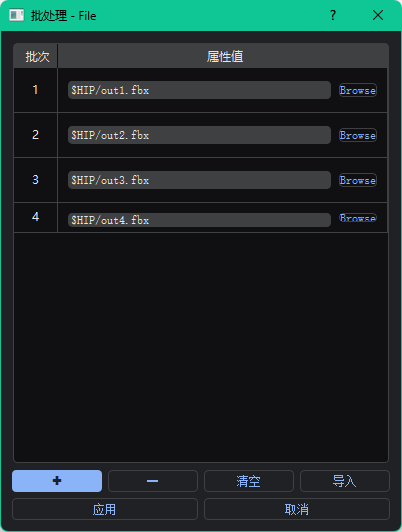 批处理 - File
批次 属性值
1 $HIP/out1.fbx Browse
2 $HIP/out2.fbx Browse
3 $HIP/out3.fbx Browse
4 $HIP/out4.fbx Browse
+ − 清空 导入
应用 取消